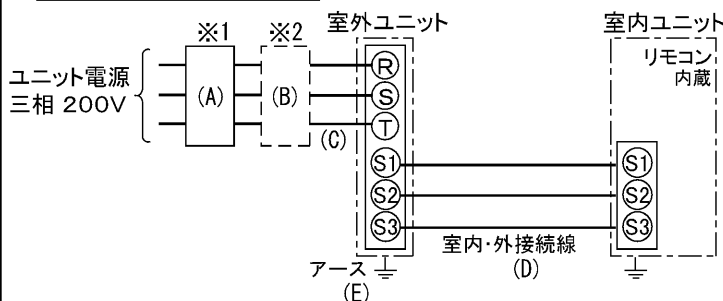 ※1
※2
室外ユニット
室内ユニット
ユニット電源
三相 200V
(A)
(B)
(C)
R
S
T
S1
S2
S3
リモコン
内蔵
S1
S2
S3
室内・外接続線
(D)
アース
(E)